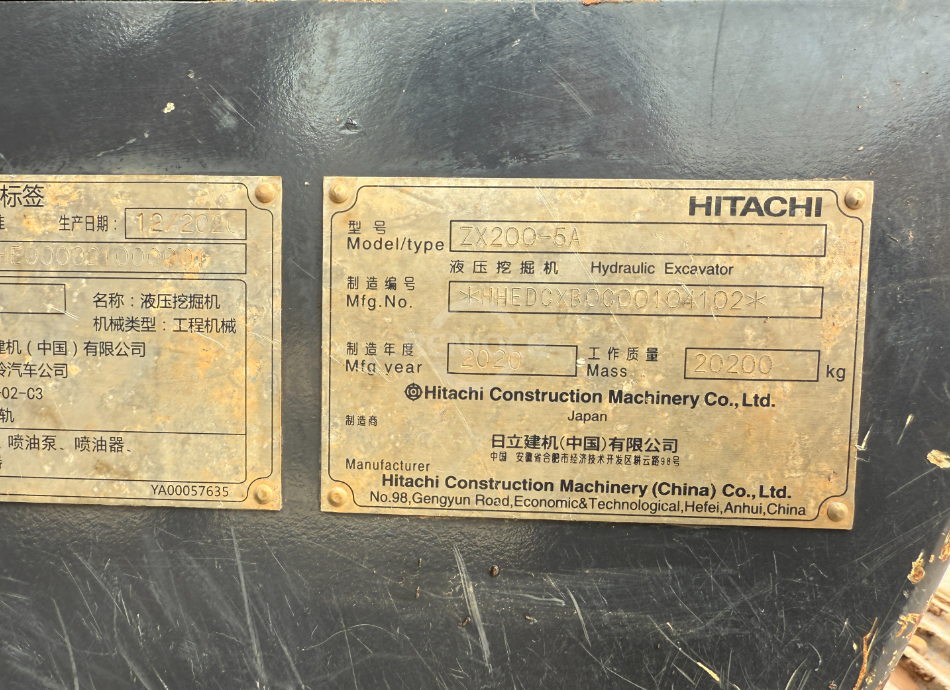 标签
生产日期: 12/2020
名称: 液压挖掘机
机械类型: 工程机械
建机(中国)有限公司
汽车公司
-02-C3
轨
喷油泵、喷油器、
YA00057635
HITACHI
型号
Model/type ZX200-5A
液压挖掘机 Hydraulic Excavator
制造编号
Mfg.No. *HHEDCXB0C00104102*
制造年度 2020 工作质量 20200 kg
Mfg year Mass
Hitachi Construction Machinery Co., Ltd.
Japan
制造商
日立建机(中国)有限公司
中国 安徽省合肥市经济技术开发区耕云路98号
Manufacturer
Hitachi Construction Machinery (China) Co., Ltd.
No.98,Gengyun Road,Economic&Technological,Hefei,Anhui,China